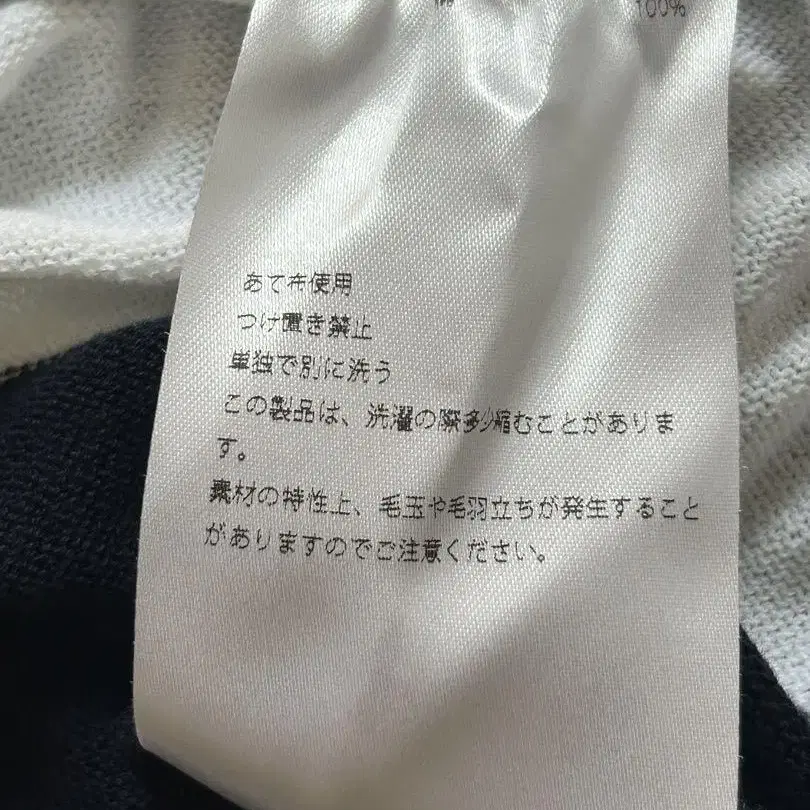 100%
あて布使用
つけ置き禁止
単独で別に洗う
この製品は、洗濯の際多少縮むことがありま
す。
素材の特性上、毛玉や毛羽立ちが発生すること
がありますのでご注意ください。